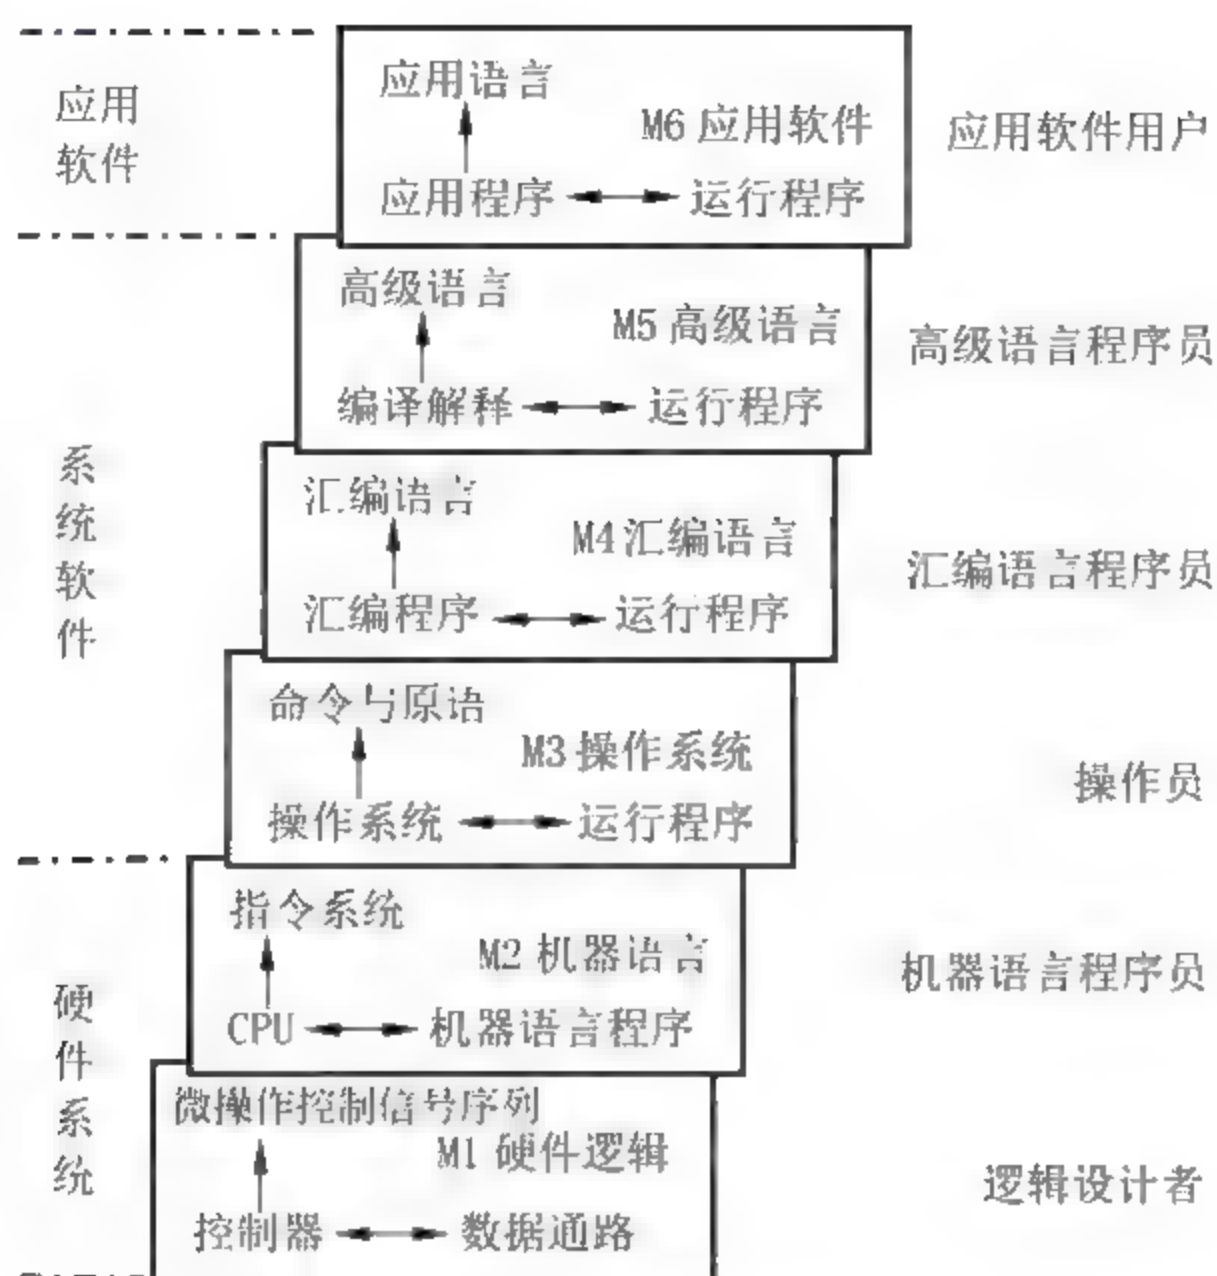 应用语言
应用
软件
M6 应用软件
应用软件用户
应用程序
运行程序
高级语言
M5 高级语言
高级语言程序员
编译解释
运行程序
系
统
软
件
汇编语言
M4 汇编语言
汇编语言程序员
汇编程序
运行程序
命令与原语
M3 操作系统
操作员
操作系统
运行程序
指令系统
M2 机器语言
机器语言程序员
CPU
机器语言程序
硬
件
系
统
微操作控制信号序列
M1 硬件逻辑
逻辑设计者
控制器
数据通路